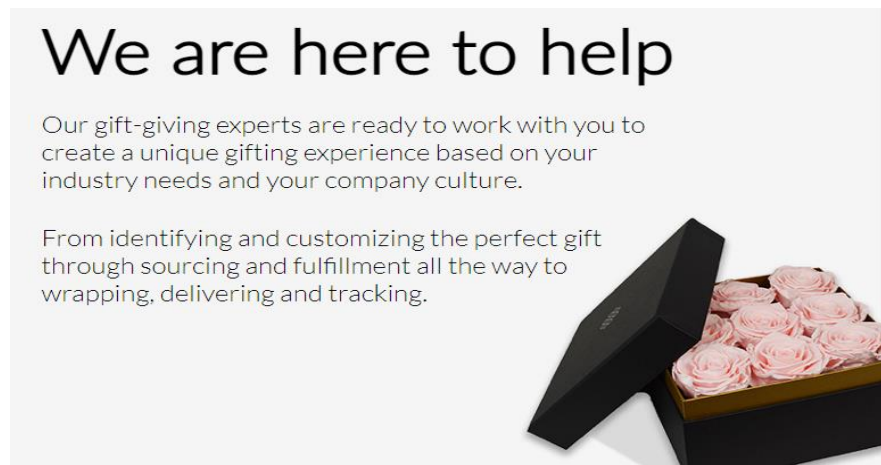 We are here to help
Our gift-giving experts are ready to work with you to
create a unique gifting experience based on your
industry needs and your company culture.
From identifying and customizing the perfect gift
through sourcing and fulfillment all the way to
wrapping, delivering and tracking.